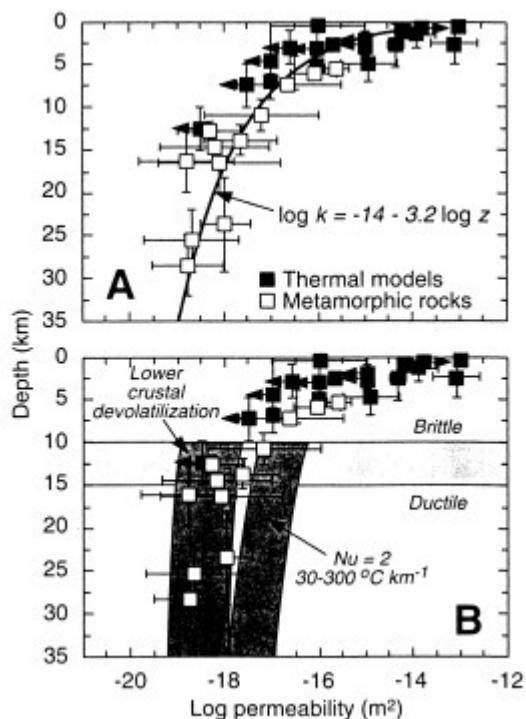 0
5
10
15
20
25
30
35
log k = -14 - 3.2 log z
A
Thermal models
Metamorphic rocks
Depth (km)
0
5
10
15
20
25
30
35
Lower
crustal
devolatilization
Brittle
Ductile
Nu = 2
30-300 °C km-1
B
-20 -18 -16 -14 -12
Log permeability (m2)